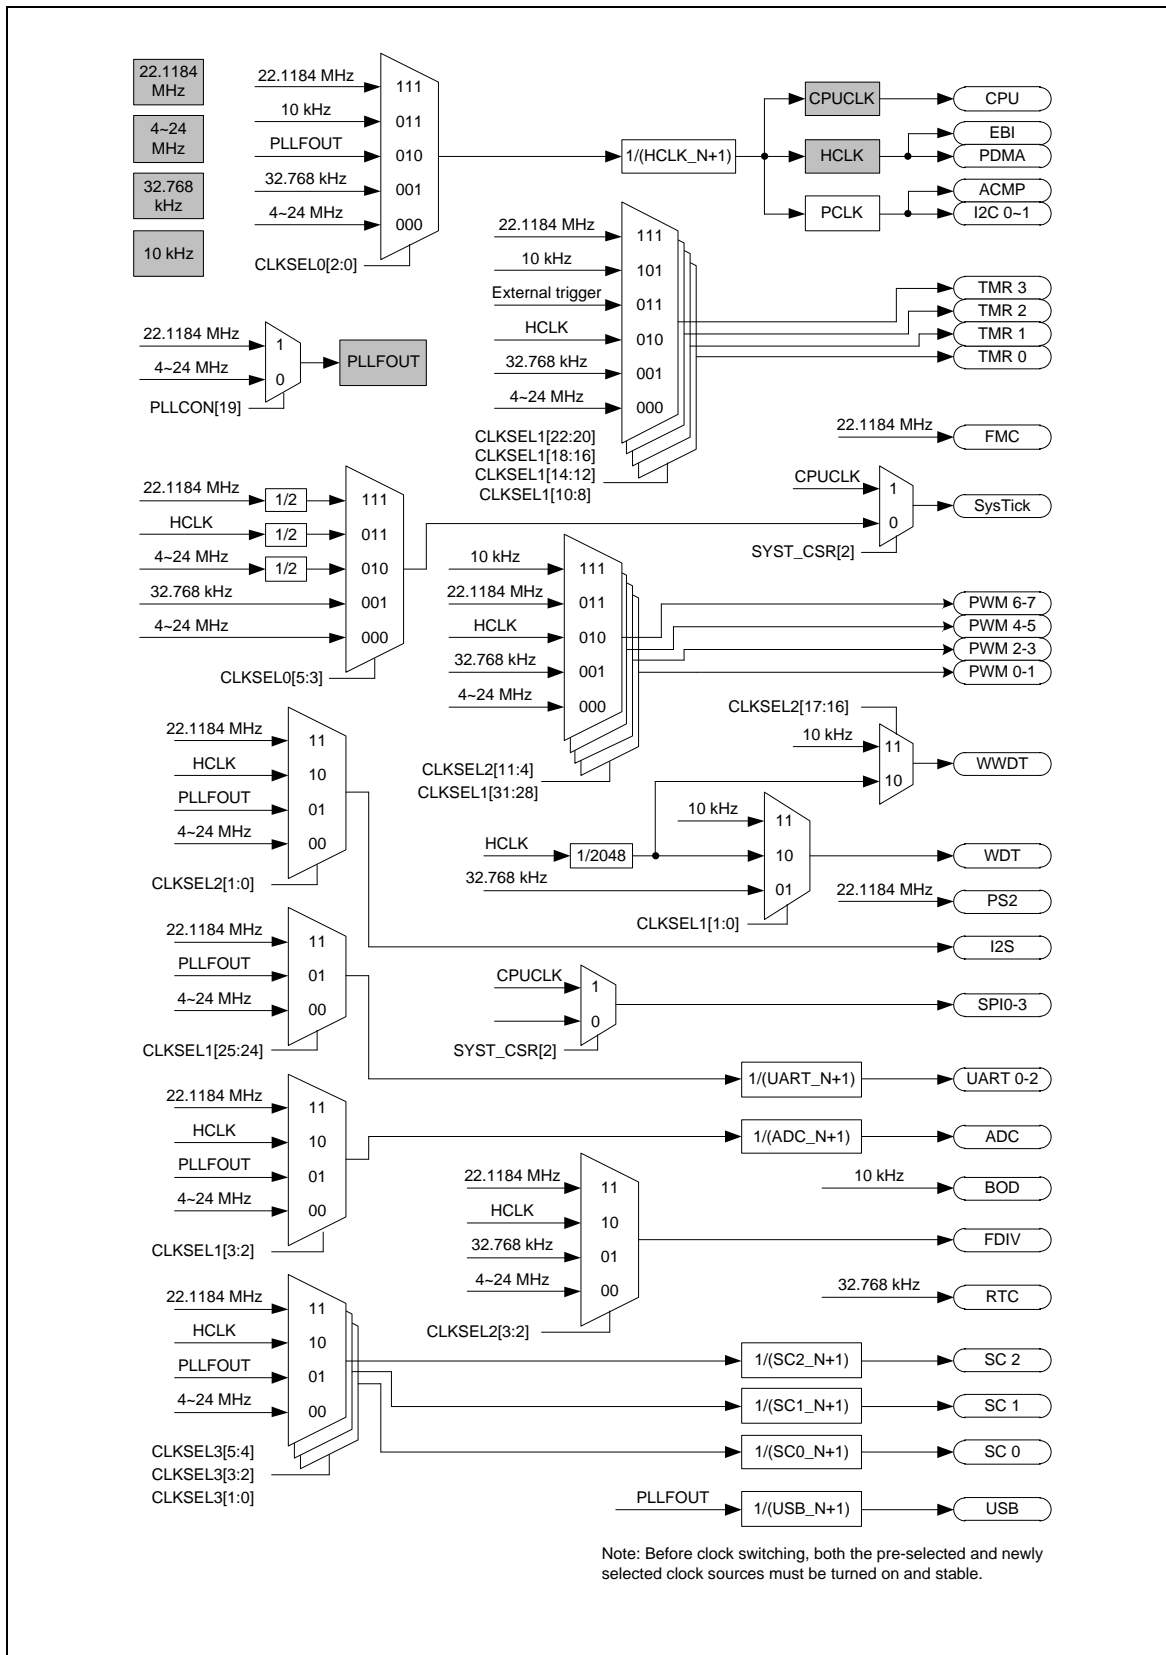 22.1184
MHz
4~24
MHz
32.768
kHz
10 kHz
22.1184 MHz
111
10 kHz
011
PLLFOUT
010
32.768 kHz
001
4~24 MHz
000
CLKSEL0[2:0]
1/(HCLK_N+1)
CPUCLK
CPU
HCLK
EBI
PDMA
PCLK
ACMP
I2C 0~1
22.1184 MHz
111
10 kHz
101
External trigger
011
HCLK
010
32.768 kHz
001
4~24 MHz
000
CLKSEL1[22:20]
CLKSEL1[18:16]
CLKSEL1[14:12]
CLKSEL1[10:8]
TMR 3
TMR 2
TMR 1
TMR 0
22.1184 MHz
1
4~24 MHz
0
PLLCON[19]
PLLFOUT
22.1184 MHz
FMC
22.1184 MHz
1/2
111
HCLK
1/2
011
4~24 MHz
1/2
010
32.768 kHz
001
4~24 MHz
000
CLKSEL0[5:3]
CPUCLK
1
0
SYST_CSR[2]
SysTick
10 kHz
111
22.1184 MHz
011
HCLK
010
32.768 kHz
001
4~24 MHz
000
CLKSEL2[11:4]
CLKSEL1[31:28]
PWM 6-7
PWM 4-5
PWM 2-3
PWM 0-1
22.1184 MHz
11
HCLK
10
PLLFOUT
01
4~24 MHz
00
CLKSEL2[1:0]
CLKSEL2[17:16]
10 kHz
11
10
WWDT
10 kHz
11
HCLK
1/2048
10
32.768 kHz
01
CLKSEL1[1:0]
WDT
22.1184 MHz
PS2
I2S
22.1184 MHz
11
PLLFOUT
01
4~24 MHz
00
CLKSEL1[25:24]
CPUCLK
1
0
SYST_CSR[2]
SPI0-3
1/(UART_N+1)
UART 0-2
22.1184 MHz
11
HCLK
10
PLLFOUT
01
4~24 MHz
00
CLKSEL1[3:2]
1/(ADC_N+1)
ADC
10 kHz
BOD
22.1184 MHz
11
HCLK
10
32.768 kHz
01
4~24 MHz
00
CLKSEL2[3:2]
FDIV
32.768 kHz
RTC
22.1184 MHz
11
HCLK
10
PLLFOUT
01
4~24 MHz
00
CLKSEL3[5:4]
CLKSEL3[3:2]
CLKSEL3[1:0]
1/(SC2_N+1)
SC 2
1/(SC1_N+1)
SC 1
1/(SC0_N+1)
SC 0
PLLFOUT
1/(USB_N+1)
USB
Note: Before clock switching, both the pre-selected and newly
selected clock sources must be turned on and stable.